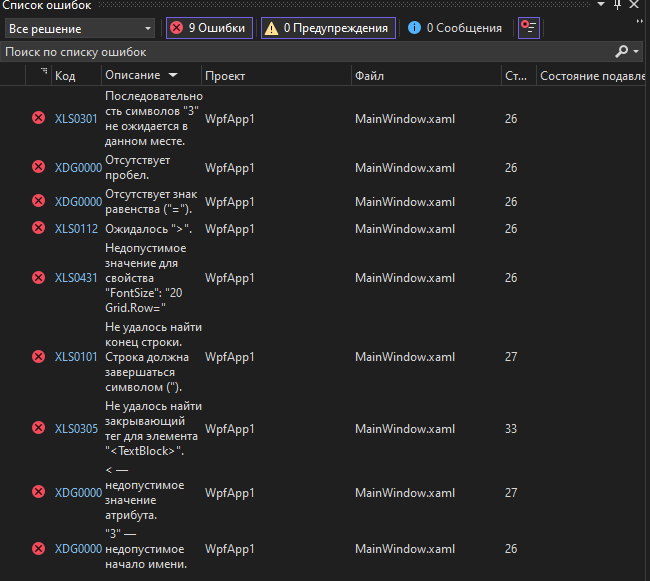 Список ошибок
Все решение
9 Ошибки
0 Предупреждения
0 Сообщения
Поиск по списку ошибок
Код Описание Проект Файл Ст... Состояние подавле
Последовательно
сть символов "3"
XLS0301 не ожидается в WpfApp1 MainWindow.xaml 26
данном месте.
Отсутствует
XDG0000 пробел. WpfApp1 MainWindow.xaml 26
Отсутствует знак
XDG0000 равенства ("="). WpfApp1 MainWindow.xaml 26
XLS0112 Ожидалось ">". WpfApp1 MainWindow.xaml 26
Недопустимое
значение для
XLS0431 свойства WpfApp1 MainWindow.xaml 26
"FontSize": "20
Grid.Row="
Не удалось найти
конец строки.
XLS0101 Строка должна WpfApp1 MainWindow.xaml 27
завершаться
символом (").
Не удалось найти
закрывающий
XLS0305 тег для элемента WpfApp1 MainWindow.xaml 33
"<TextBlock>".
< —
недопустимое
XDG0000 значение WpfApp1 MainWindow.xaml 27
атрибута.
"3" —
XDG0000 недопустимое WpfApp1 MainWindow.xaml 26
начало имени.